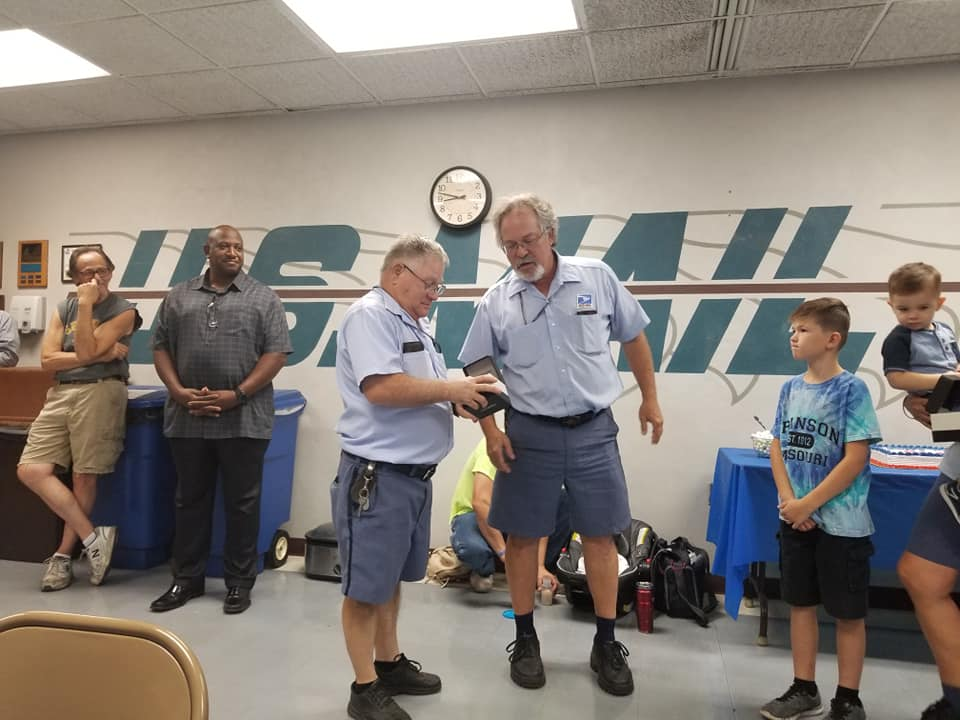 US MAIL
BRANSON
EST. 1912
MISSOURI